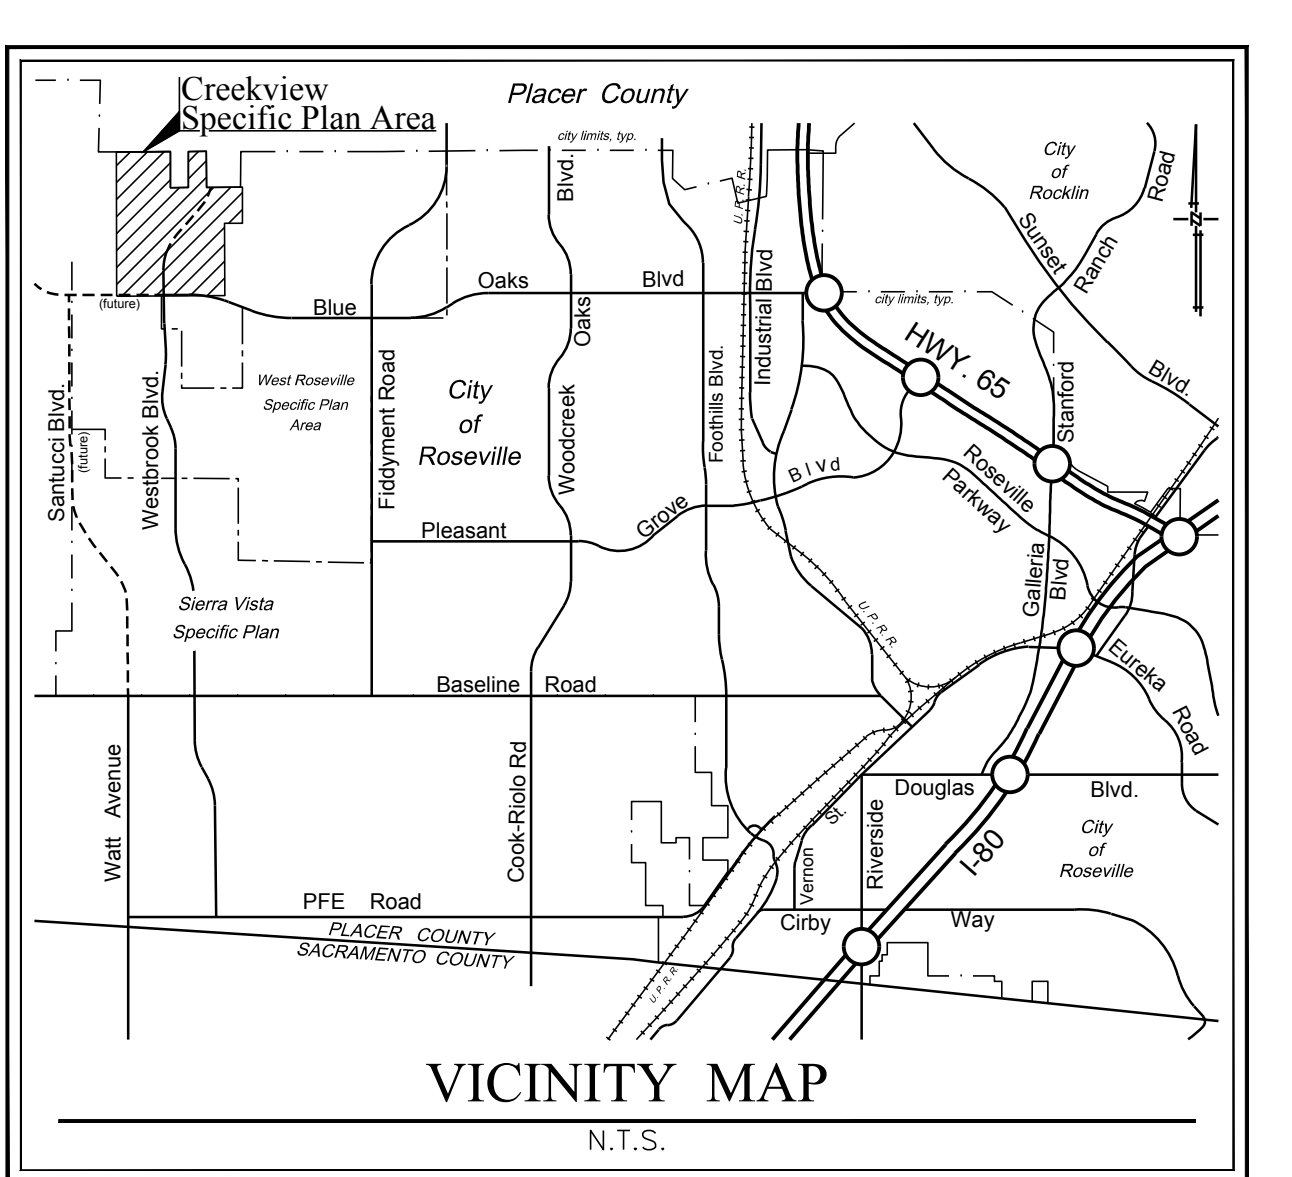 Creekview
Specific Plan Area
Placer County
city limits, typ.
City
of
Rocklin
Road
Ranch
Sunset
Blvd.
N
U.P.R.R.
Blvd.
Oaks
Woodcreek
Industrial Blvd
Oaks
Blvd
Blue
(future)
city limits, typ.
HWY. 65
Stanford
Blvd.
West Roseville
Specific Plan
Area
City
of
Roseville
Fiddyment Road
Foothills Blvd.
Santucci Blvd.
(future)
Westbrook Blvd.
Pleasant
Grove
Blvd
Roseville
Parkway
Galleria
Blvd
Sierra Vista
Specific Plan
U.P.R.R.
Eureka
Road
Baseline Road
Watt Avenue
Cook-Riolo Rd
Douglas
Blvd.
Riverside
Vernon
St.
City
of
Roseville
I-80
PFE Road
Cirby
Way
PLACER COUNTY
SACRAMENTO COUNTY
U.P.R.R.
VICINITY MAP
N.T.S.